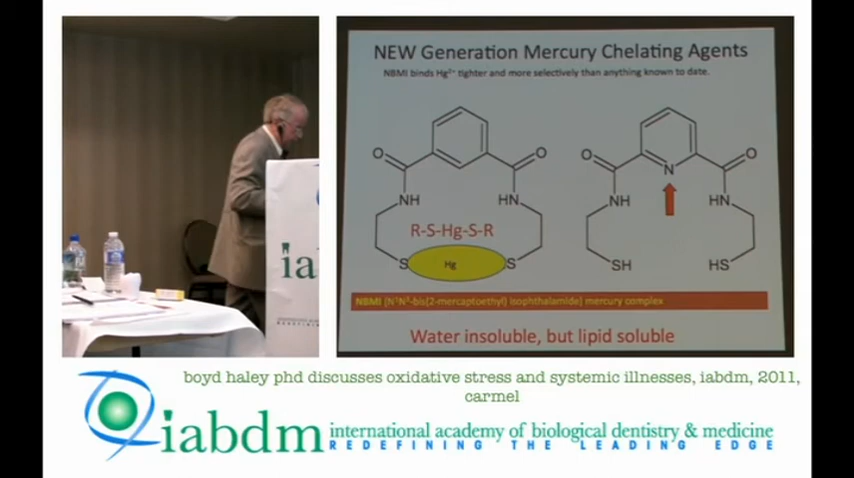 NEW Generation Mercury Chelating Agents
NBMI binds Hg²⁺ tighter and more selectively than anything known to date.
O
O
O
O
N
NH
HN
NH
HN
R-S-Hg-S-R
S
Hg
S
SH
HS
NBMI (N¹N³-bis(2-mercaptoethyl) isophthalamide) mercury complex
Water insoluble, but lipid soluble
ia
boyd haley phd discusses oxidative stress and systemic illnesses, iabdm, 2011,
carmel
iabdm
international academy of biological dentistry & medicine
REDEFINING THE LEADING EDGE